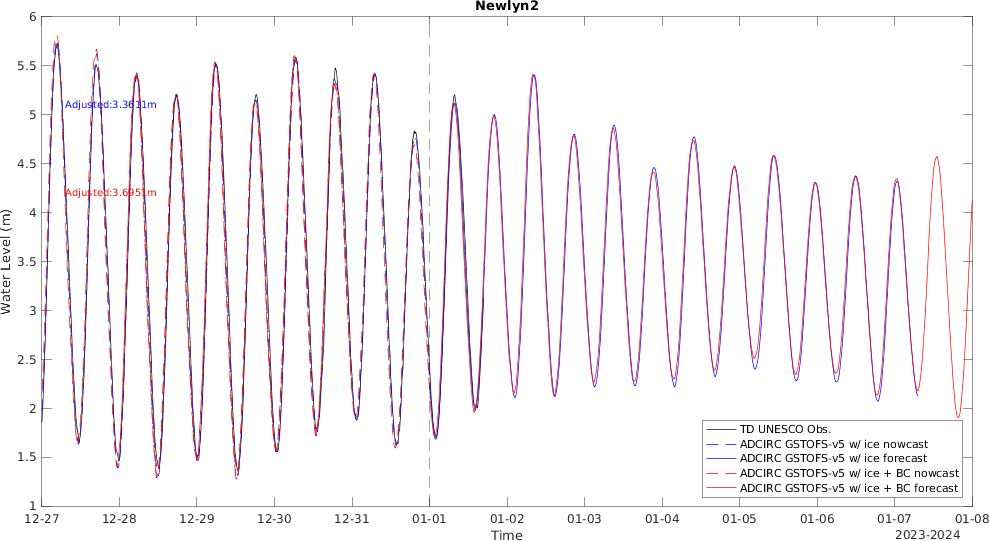 Newlyn2
6
5.5
5
4.5
4
3.5
3
2.5
2
1.5
1
Water Level (m)
Adjusted:3.3611m
Adjusted:3.6951m
TD UNESCO Obs.
ADCIRC GSTOFS-v5 w/ ice nowcast
ADCIRC GSTOFS-v5 w/ ice forecast
ADCIRC GSTOFS-v5 w/ ice + BC nowcast
ADCIRC GSTOFS-v5 w/ ice + BC forecast
12-27 12-28 12-29 12-30 12-31 01-01 01-02 01-03 01-04 01-05 01-06 01-07 01-08
Time
2023-2024